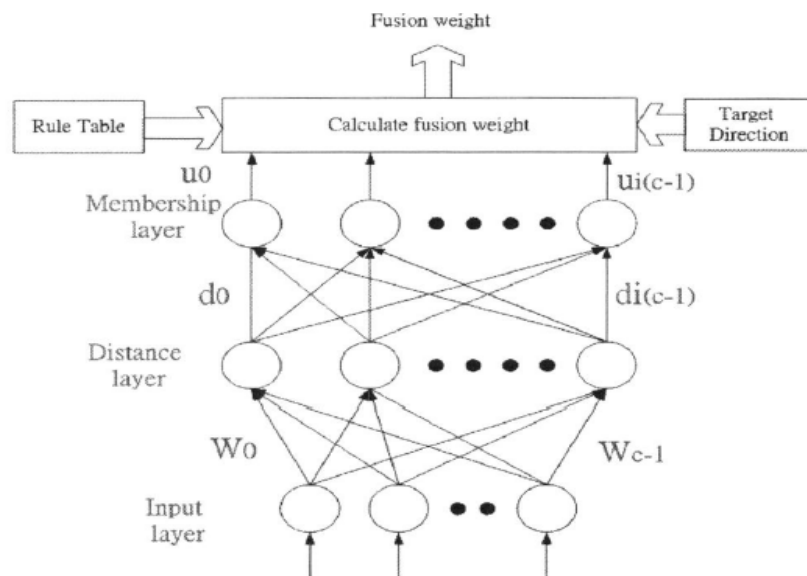 Fusion weight
Rule Table
Calculate fusion weight
Target
Direction
u0
ui(c-1)
Membership
layer
d0
di(c-1)
Distance
layer
W0
Wc-1
Input
layer